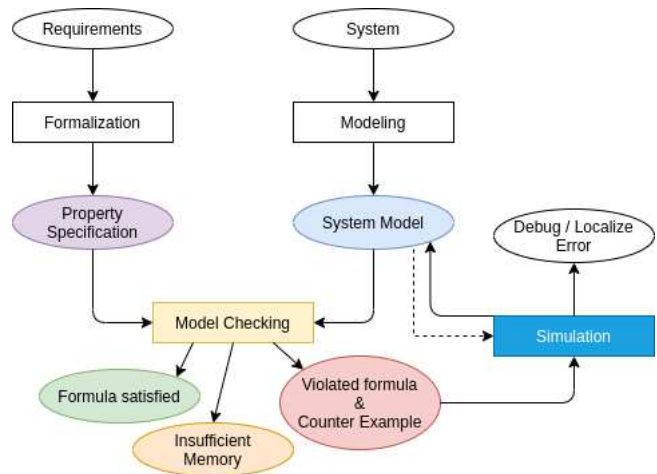 Requirements
System
Formalization
Modeling
Property
Specification
System Model
Debug / Localize
Error
Model Checking
Simulation
Formula satisfied
Violated formula
&
Counter Example
Insufficient
Memory